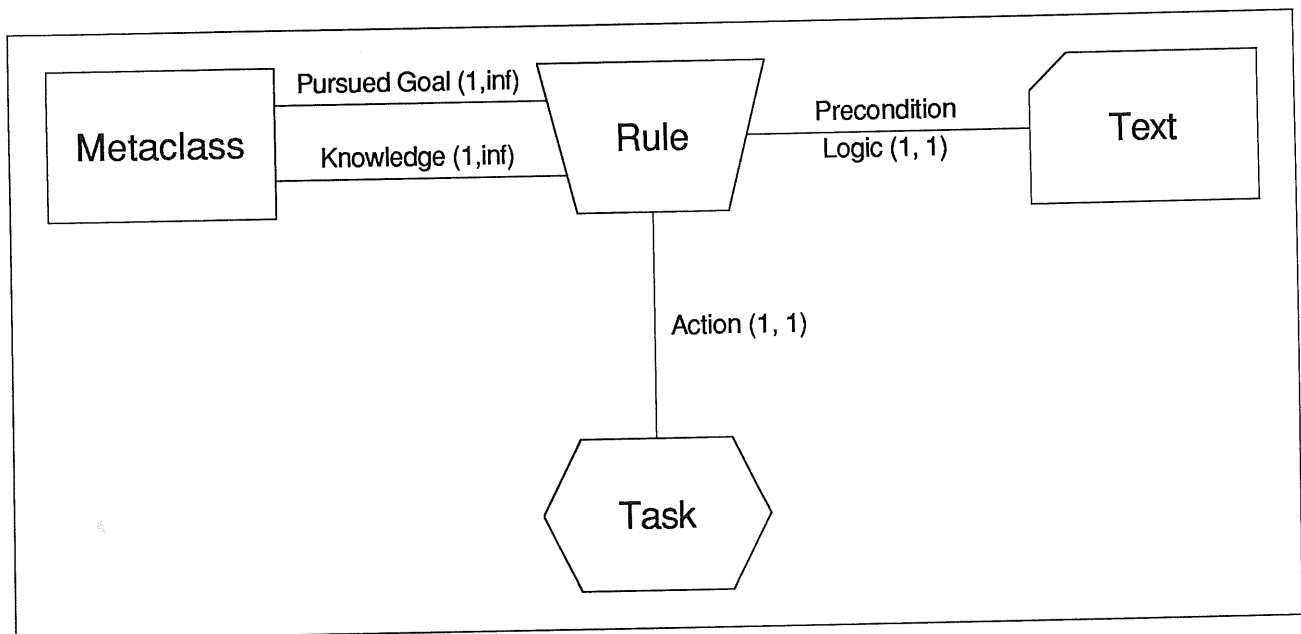 Metaclass
Pursued Goal (1,inf)
Knowledge (1,inf)
Rule
Precondition
Logic (1, 1)
Text
Action (1, 1)
Task